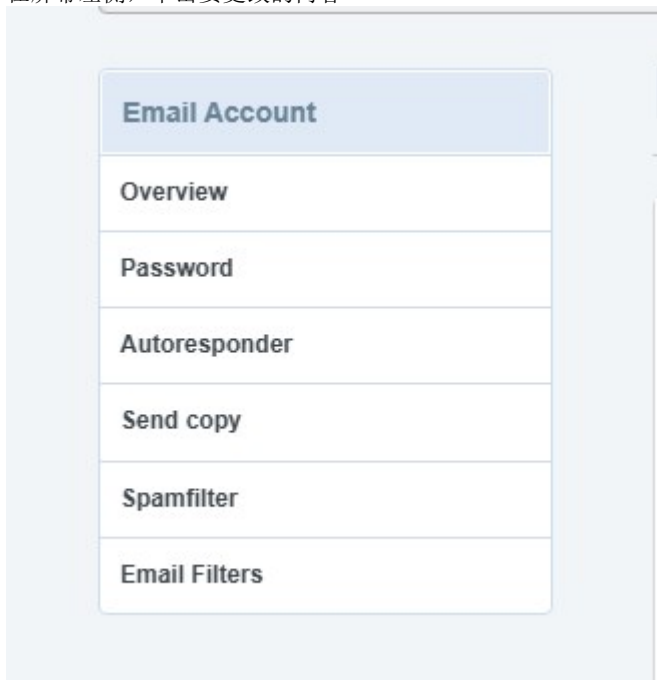 Email Account
Overview
Password
Autoresponder
Send copy
Spamfilter
Email Filters